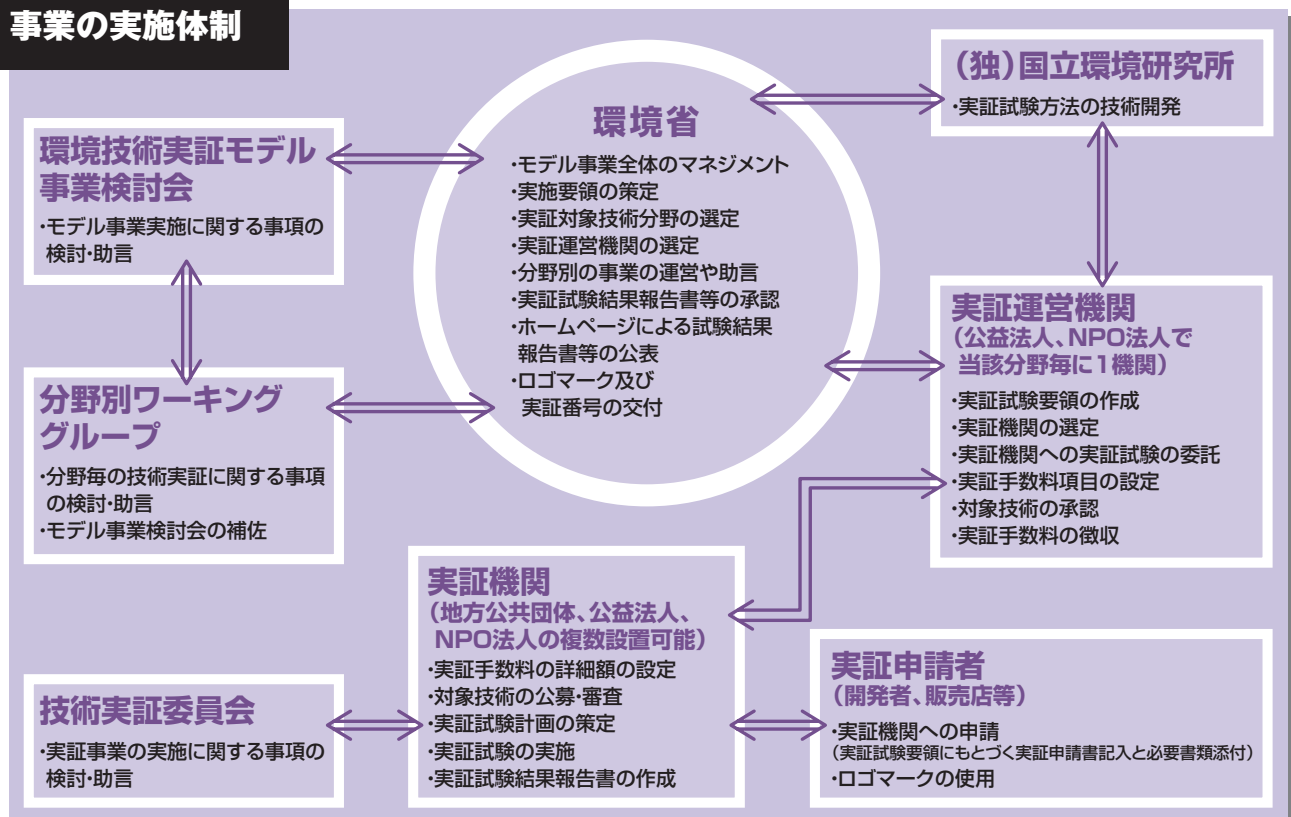 事業の実施体制
環境技術実証モデル
事業検討会
・モデル事業実施に関する事項の
検討・助言
分野別ワーキング
グループ
・分野毎の技術実証に関する事項
の検討・助言
・モデル事業検討会の補佐
技術実証委員会
・実証事業の実施に関する事項の
検討・助言
環境省
・モデル事業全体のマネジメント
・実施要領の策定
・実証対象技術分野の選定
・実証運営機関の選定
・分野別の事業の運営や助言
・実証試験結果報告書等の承認
・ホームページによる試験結果
報告書等の公表
・ロゴマーク及び
実証番号の交付
実証機関
(地方公共団体、公益法人、
NPO法人の複数設置可能)
・実証手数料の詳細額の設定
・対象技術の公募・審査
・実証試験計画の策定
・実証試験の実施
・実証試験結果報告書の作成
(独)国立環境研究所
・実証試験方法の技術開発
実証運営機関
(公益法人、NPO法人で
当該分野毎に1機関)
・実証試験要領の作成
・実証機関の選定
・実証機関への実証試験の委託
・実証手数料項目の設定
・対象技術の承認
・実証手数料の徴収
実証申請者
(開発者、販売店等)
・実証機関への申請
(実証試験要領にもとづく実証申請書記入と必要書類添付)
・ロゴマークの使用